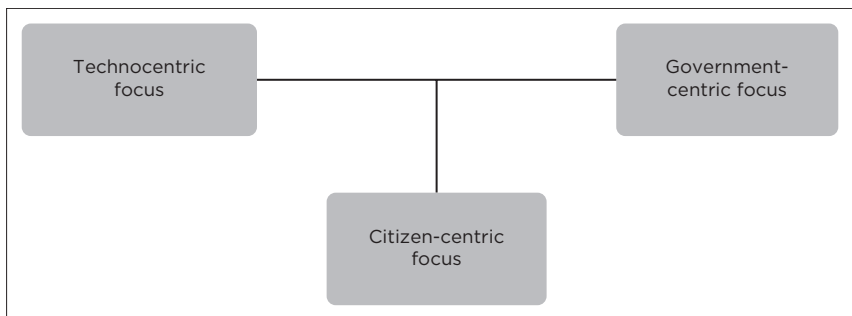 Technocentric
focus
Government-
centric focus
Citizen-centric
focus